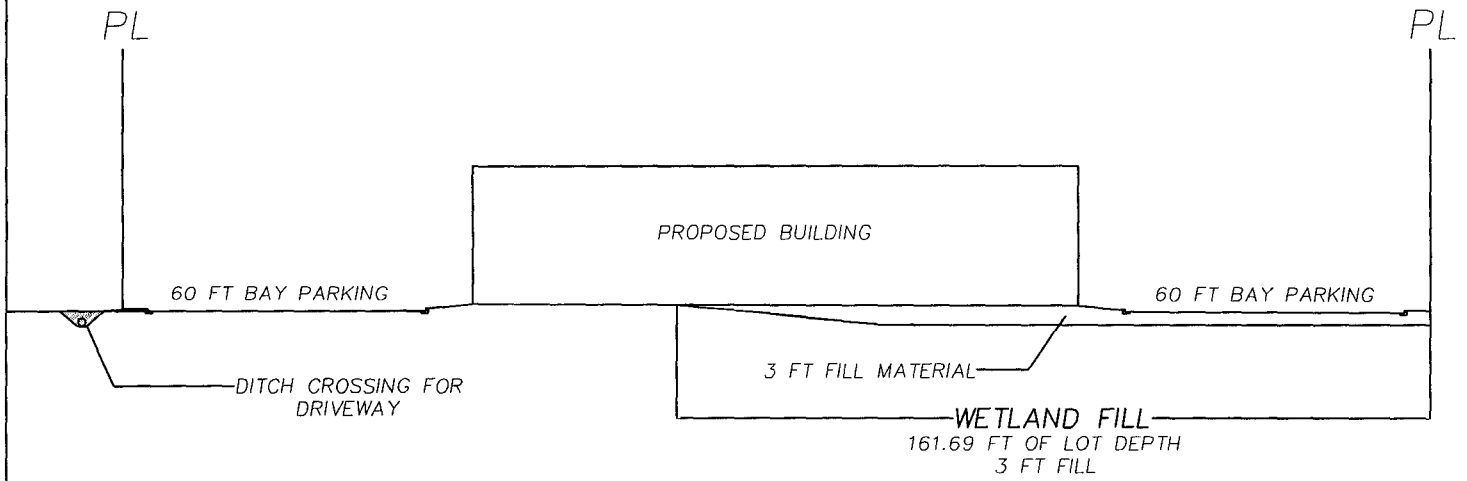 PL
PL
PROPOSED BUILDING
60 FT BAY PARKING
60 FT BAY PARKING
3 FT FILL MATERIAL
DITCH CROSSING FOR
DRIVEWAY
WETLAND FILL
161.69 FT OF LOT DEPTH
3 FT FILL